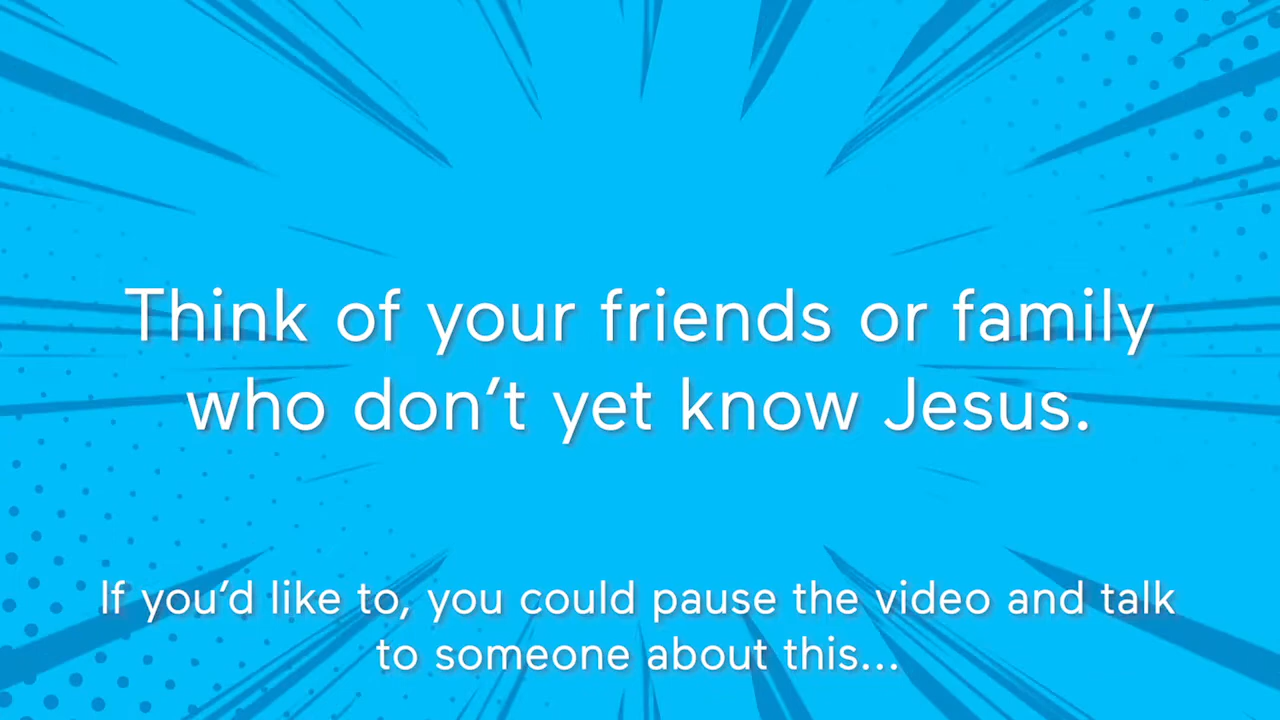 Think of your friends or family
who don’t yet know Jesus.
If you’d like to, you could pause the video and talk
to someone about this...